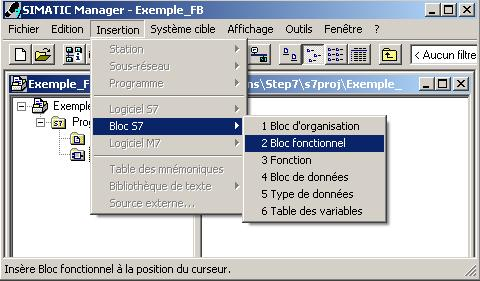 SIMATIC Manager - Exemple_FB
Fichier Edition Insertion Système cible Affichage Outils Fenêtre ?
Station
Sous-réseau
Programme
Logiciel S7
Bloc S7
Logiciel M7
Table des mnémoniques
Bibliothèque de texte
Source externe...
1 Bloc d'organisation
2 Bloc fonctionnel
3 Fonction
4 Bloc de données
5 Type de données
6 Table des variables
< Aucun filtre
Exemple_F
ns\Step7\s7proj\Exemple_
Exemple
S7
Insère Bloc fonctionnel à la position du curseur.